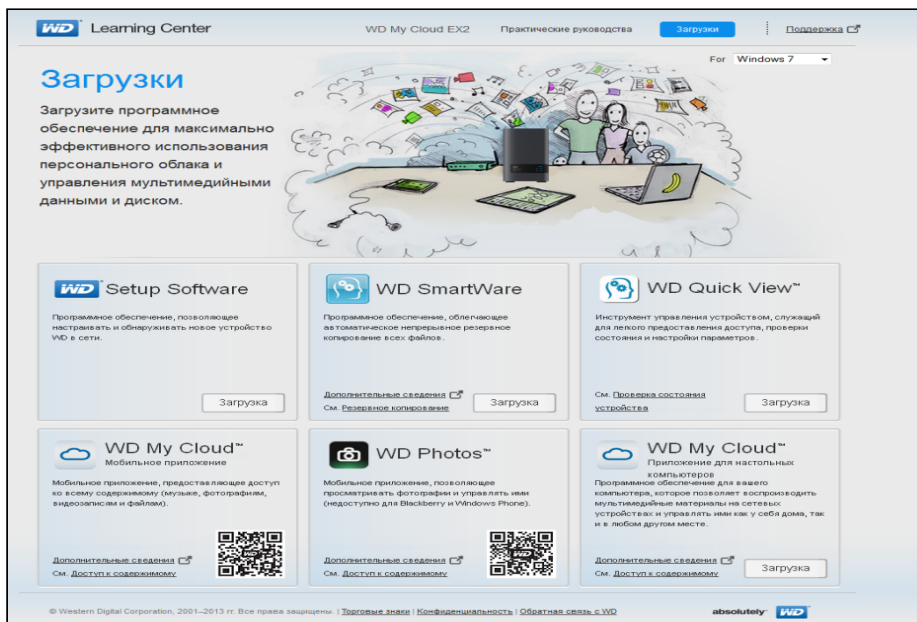 WD Learning Center
WD My Cloud EX2
Практические руководства
Загрузки
Поддержка
For Windows 7
Загрузки
Загрузите программное
обеспечение для максимально
эффективного использования
персонального облака и
управления мультимедийными
данными и диском.
WD Setup Software
Программное обеспечение, позволяющее
настраивать и обнаруживать новое устройство
WD в сети.
Загрузка
WD SmartWare
Программное обеспечение, облегчающее
автоматическое непрерывное резервное
копирование всех файлов.
Дополнительные сведения
См. Резервное копирование
Загрузка
WD Quick View™
Инструмент управления устройством, служащий
для легкого предоставления доступа, проверки
состояния и настройки параметров.
См. Проверка состояния
устройства
Загрузка
WD My Cloud™
Мобильное приложение
Мобильное приложение, предоставляющее доступ
ко всему содержимому (музыке, фотографиям,
видеозаписям и файлам).
Дополнительные сведения
См. Доступ к содержимому
WD Photos™
Мобильное приложение, позволяющее
просматривать фотографии и управлять ими
(недоступно для Blackberry и Windows Phone).
Дополнительные сведения
См. Доступ к содержимому
WD My Cloud™
Приложение для настольных
компьютеров
Программное обеспечение для вашего
компьютера, которое позволяет воспроизводить
мультимедийные материалы на сетевых
устройствах и управлять ими как у себя дома, так
и в любом другом месте.
Дополнительные сведения
См. Доступ к содержимому
Загрузка
© Western Digital Corporation, 2001–2013 гг. Все права защищены. | Торговые знаки | Конфиденциальность | Обратная связь с WD
absolutely WD